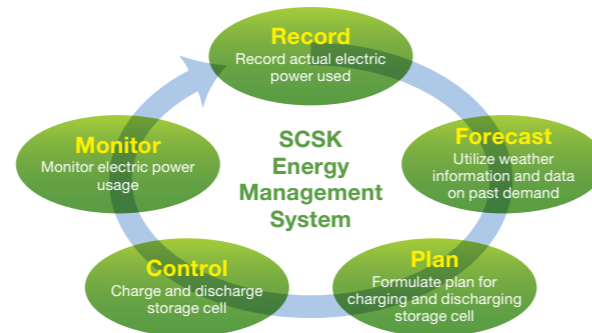 Record
Record actual electric
power used
Forecast
Utilize weather
information and data
on past demand
Plan
Formulate plan for
charging and discharging
storage cell
Control
Charge and discharge
storage cell
Monitor
Monitor electric power
usage
SCSK
Energy
Management
System